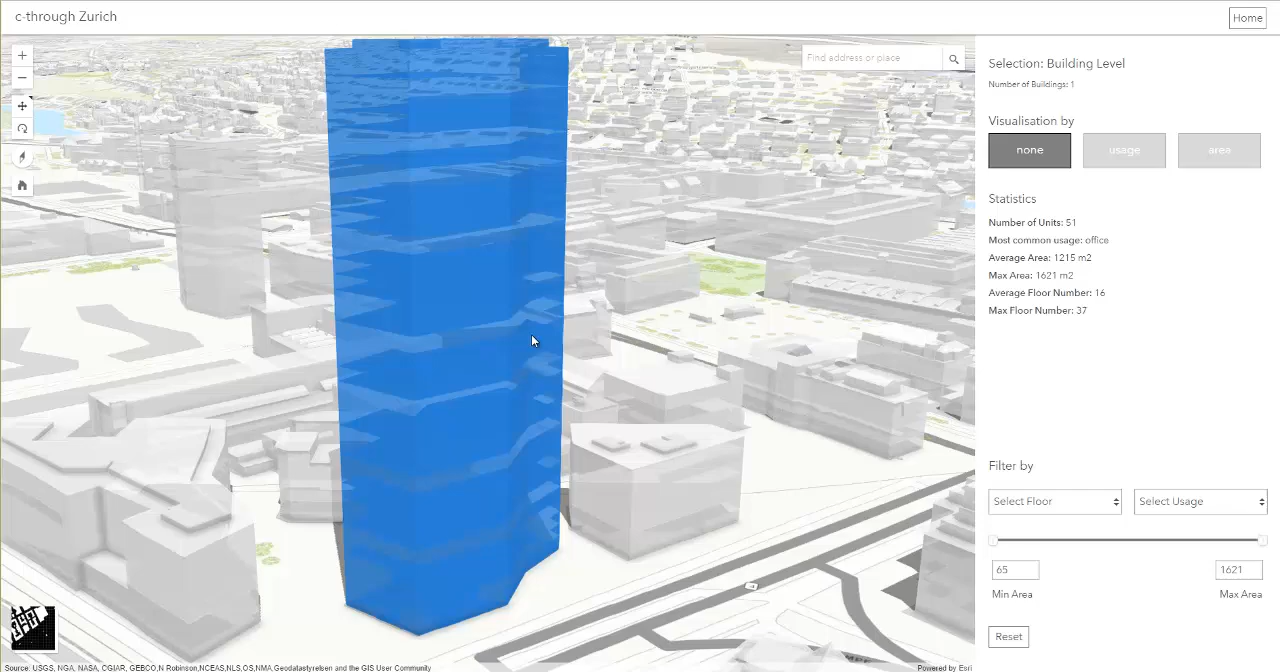 c-through Zurich
Home
Find address or place
Selection: Building Level
Number of Buildings: 1
Visualisation by
none
usage
area
Statistics
Number of Units: 51
Most common usage: office
Average Area: 1215 m2
Max Area: 1621 m2
Average Floor Number: 16
Max Floor Number: 37
Filter by
Select Floor
Select Usage
65
1621
Min Area
Max Area
Reset
Source: USGS, NGA, NASA, CGIAR, GEBCO,N Robinson,NCEAS,NLS,OS,NMA,Geodatastyrelsen and the GIS User Community
Powered by Esri